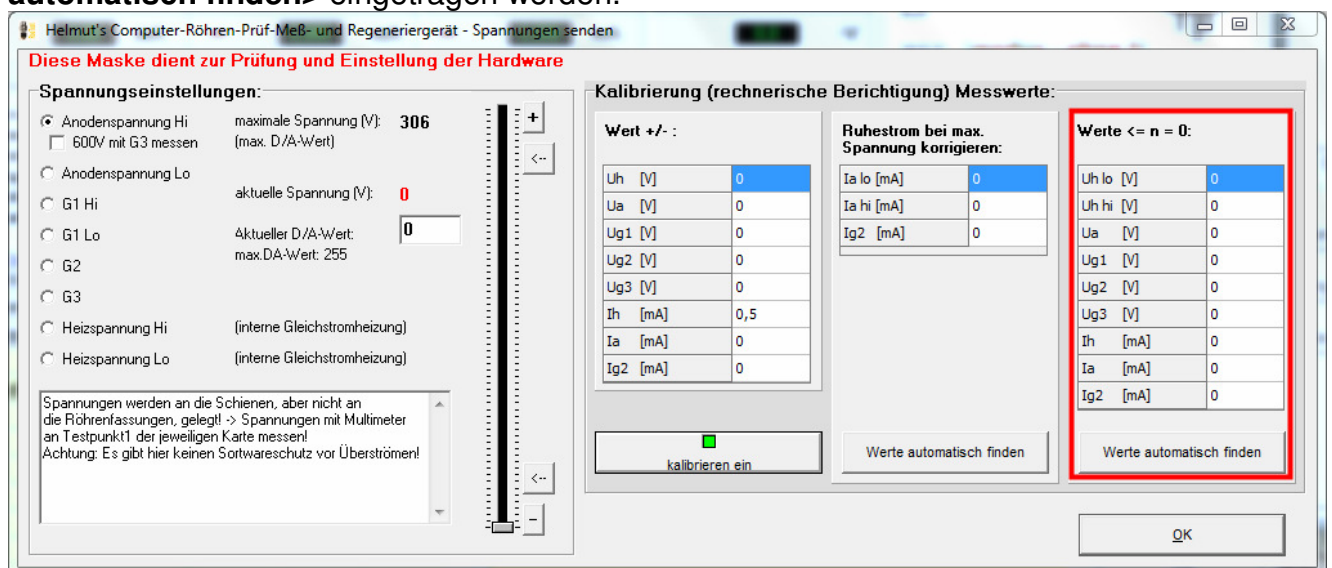 automatisch finden> eingetragen werden.
Helmut's Computer-Röhren-Prüf-Meß- und Regeneriergerät - Spannungen senden
Diese Maske dient zur Prüfung und Einstellung der Hardware
Spannungseinstellungen:
Anodenspannung Hi
600V mit G3 messen
Anodenspannung Lo
G1 Hi
G1 Lo
G2
G3
Heizspannung Hi (interne Gleichstromheizung)
Heizspannung Lo (interne Gleichstromheizung)
maximale Spannung (V): 306
(max. D/A-Wert)
aktuelle Spannung (V): 0
Aktueller D/A-Wert: 0
max.DA-Wert: 255
Spannungen werden an die Schienen, aber nicht an
die Röhrenfassungen, gelegt! -> Spannungen mit Multimeter
an Testpunkt1 der jeweiligen Karte messen!
Achtung: Es gibt hier keinen Sortwareschutz vor Überströmen!
+
<--
<--
-
Kalibrierung (rechnerische Berichtigung) Messwerte:
Wert +/- :
Uh [V] 0
Ua [V] 0
Ug1 [V] 0
Ug2 [V] 0
Ug3 [V] 0
Ih [mA] 0,5
Ia [mA] 0
Ig2 [mA] 0
kalibrieren ein
Ruhestrom bei max.
Spannung korrigieren:
Ia lo [mA] 0
Ia hi [mA] 0
Ig2 [mA] 0
Werte automatisch finden
Werte <= n = 0:
Uh lo [V] 0
Uh hi [V] 0
Ua [V] 0
Ug1 [V] 0
Ug2 [V] 0
Ug3 [V] 0
Ih [mA] 0
Ia [mA] 0
Ig2 [mA] 0
Werte automatisch finden
OK